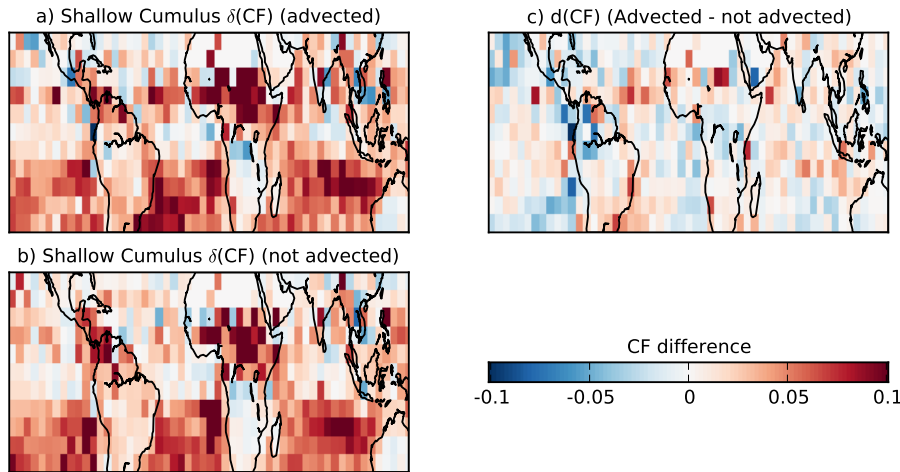 a) Shallow Cumulus δ(CF) (advected)
c) d(CF) (Advected - not advected)
b) Shallow Cumulus δ(CF) (not advected)
CF difference
-0.1 -0.05 0 0.05 0.1